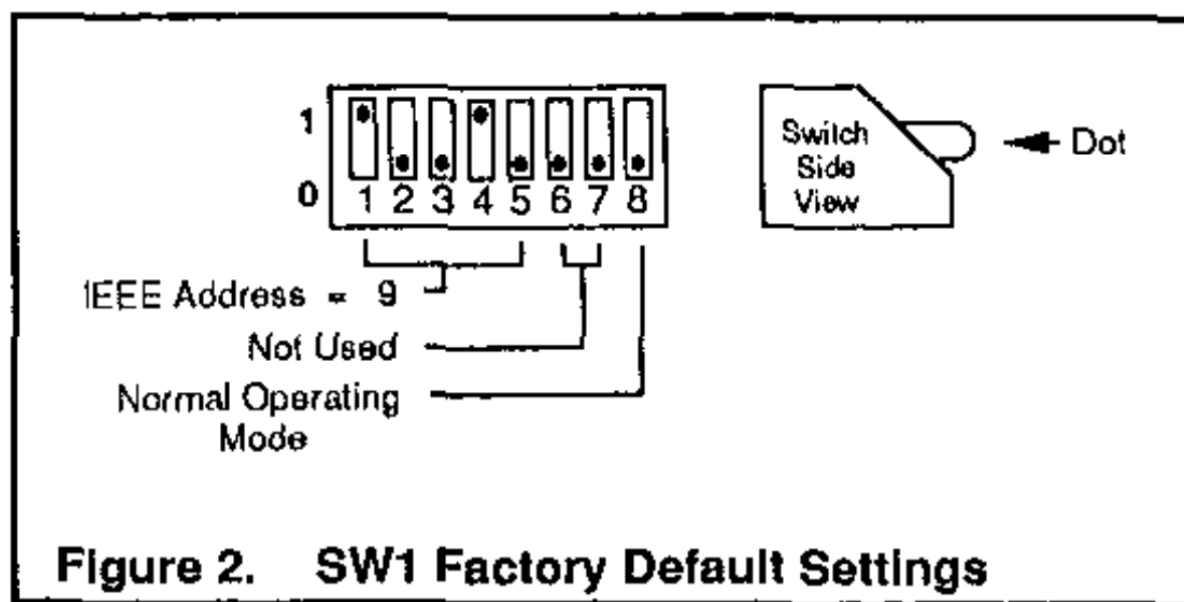 1
0
1 2 3 4 5 6 7 8
Switch
Side
View
Dot
IEEE Address = 9
Not Used
Normal Operating
Mode
Figure 2. SW1 Factory Default Settings